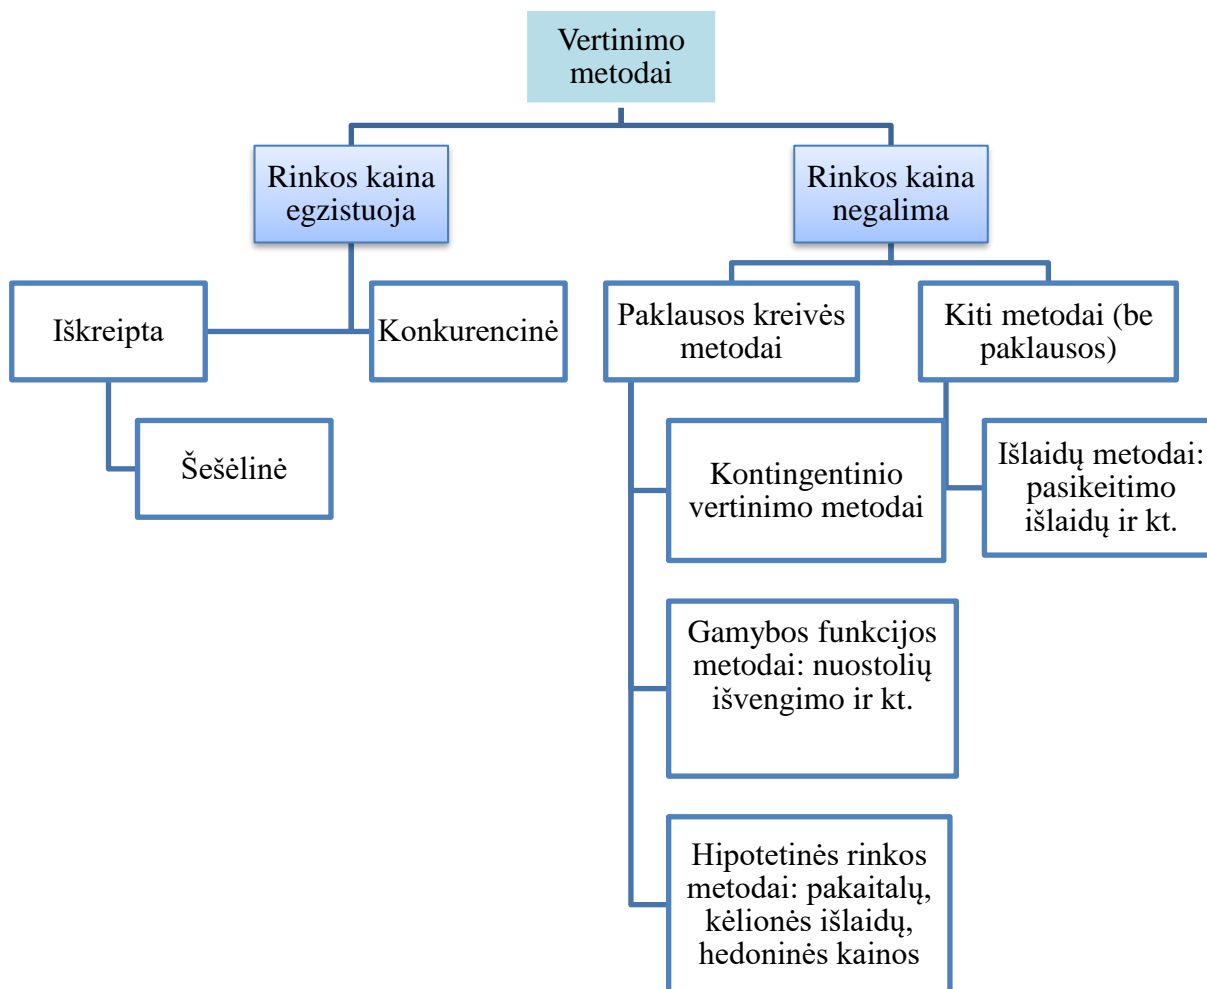 Vertinimo
metodai
Rinkos kaina
egzistuoja
Rinkos kaina
negalima
Iškreipta
Konkurencinė
Paklausos kreivės
metodai
Kiti metodai (be
paklausos)
Šešėlinė
Kontingentinio
vertinimo metodai
Išlaidų metodai:
pasikeitimo
išlaidų ir kt.
Gamybos funkcijos
metodai: nuostolių
išvengimo ir kt.
Hipotetinės rinkos
metodai: pakaitalų,
kėlionės išlaidų,
hedoninės kainos